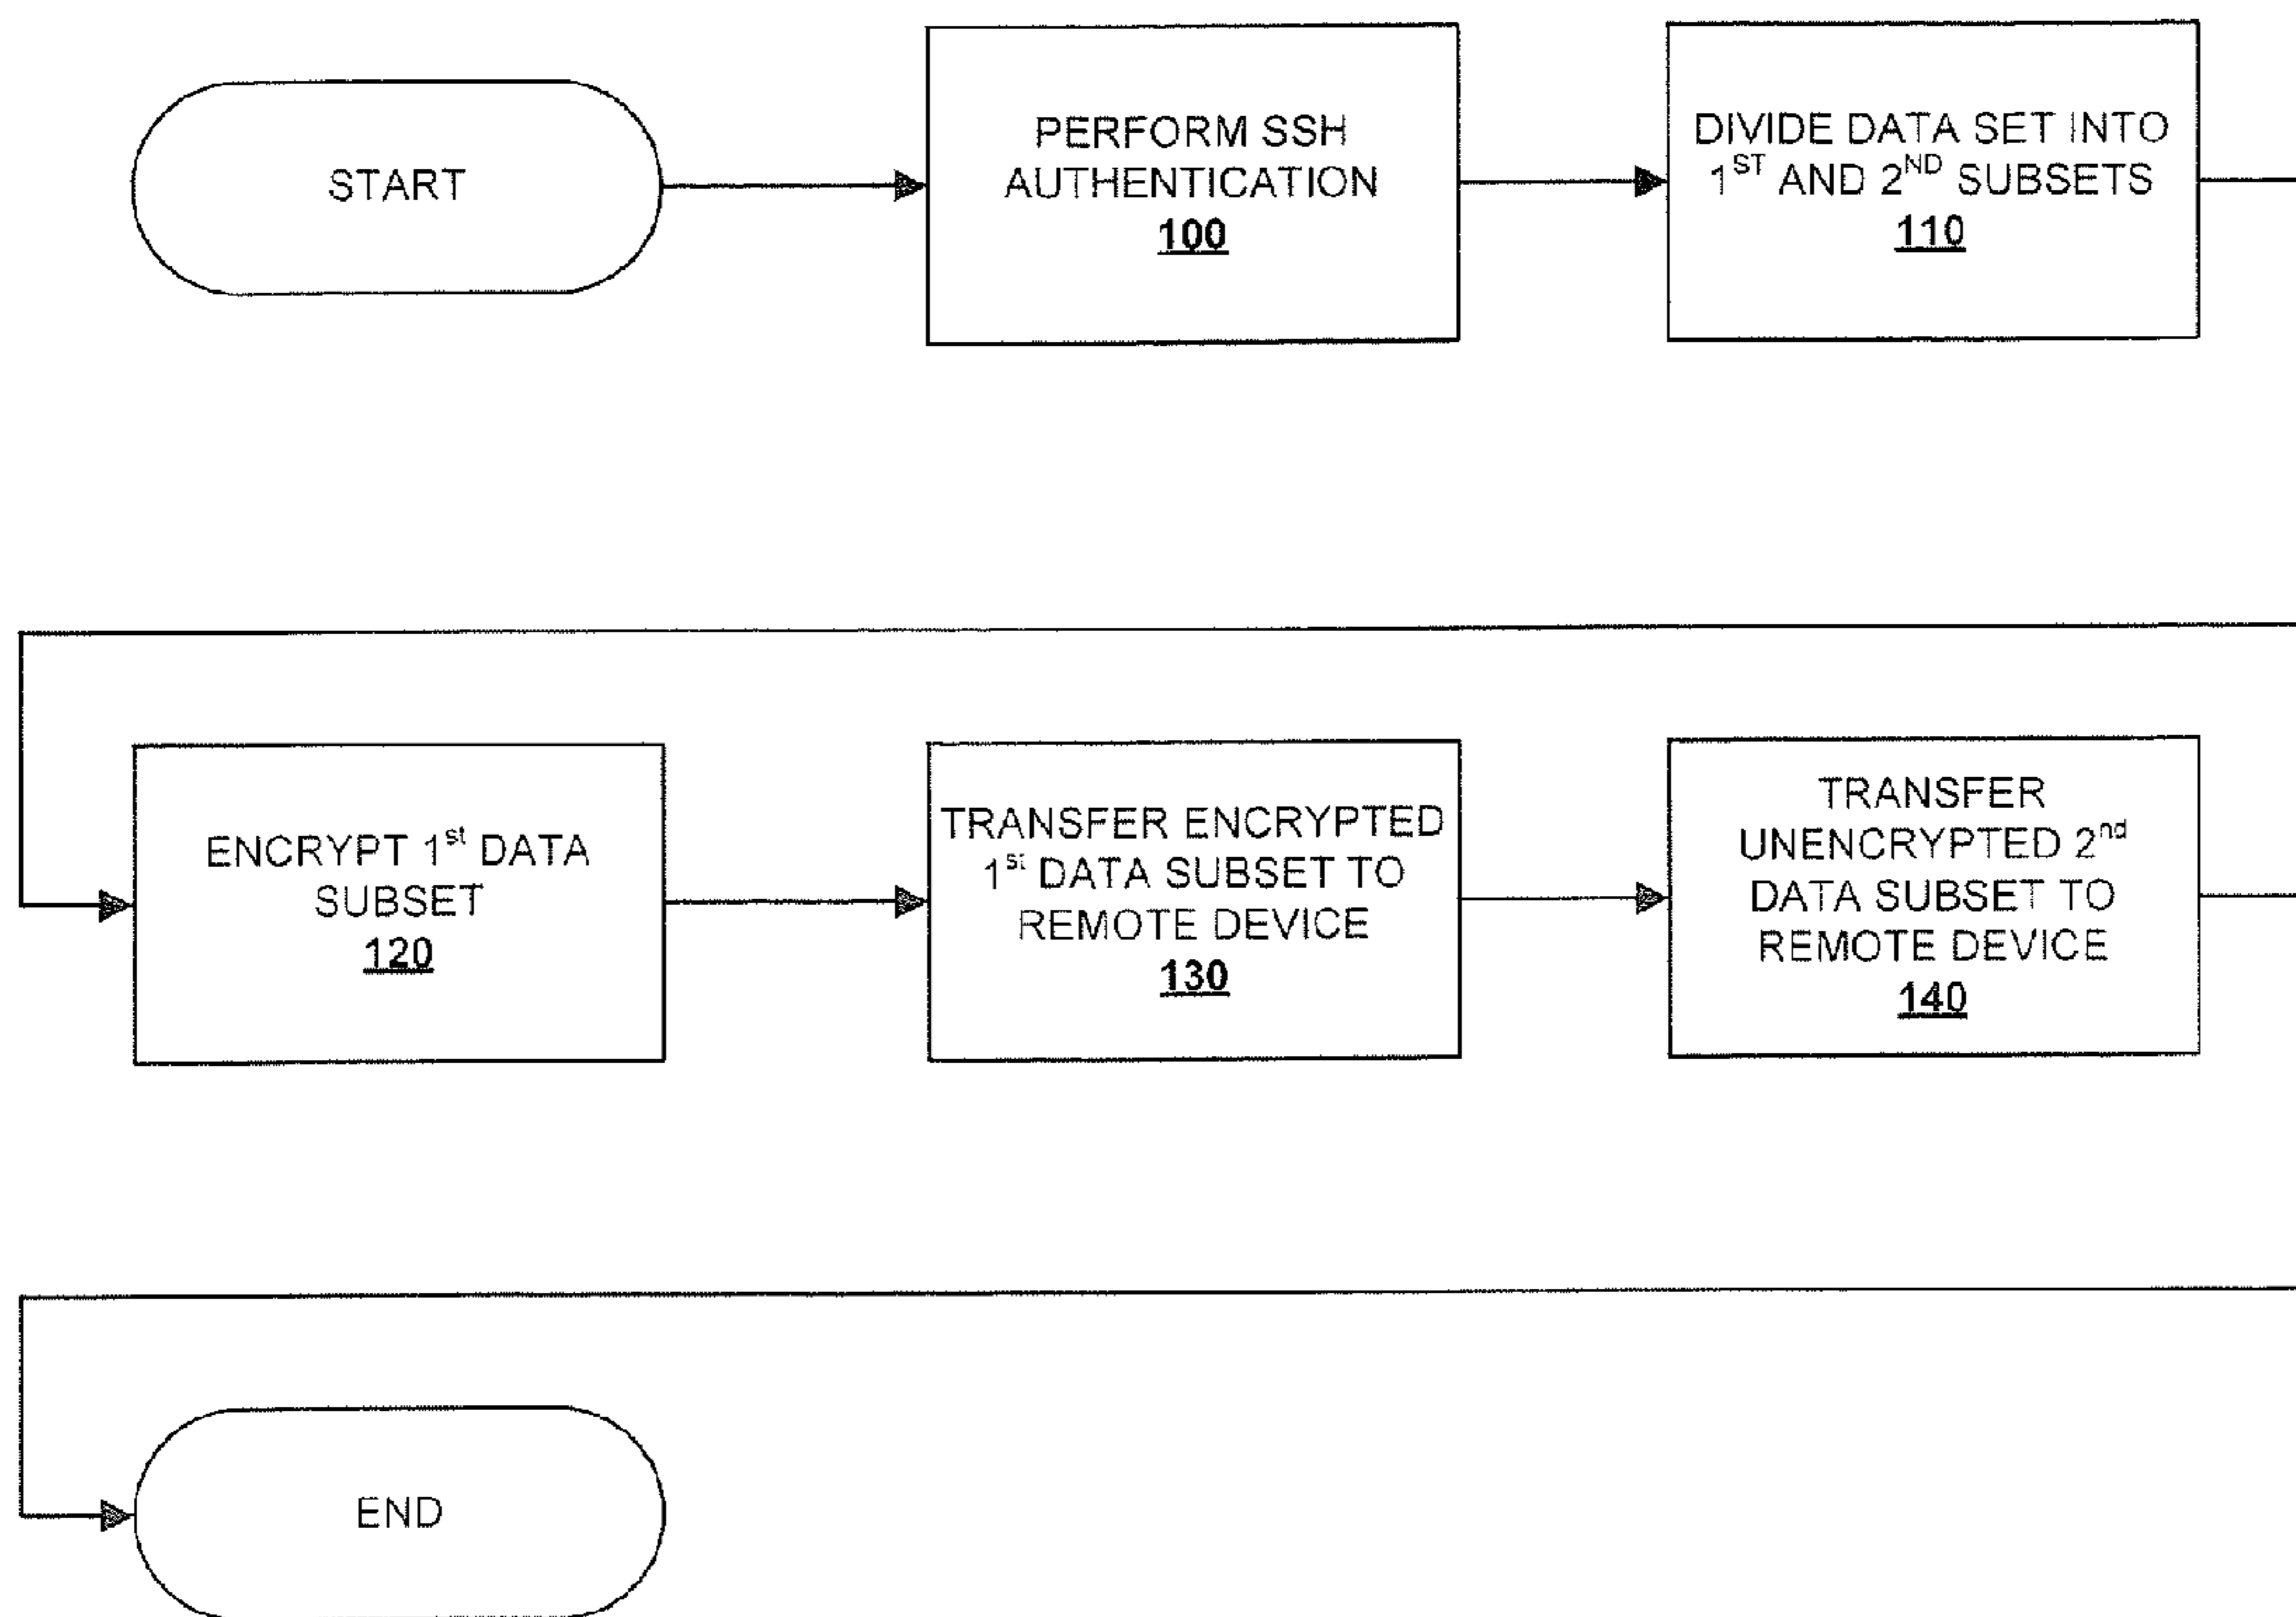 START
PERFORM SSH
AUTHENTICATION
100
DIVIDE DATA SET INTO
1ST AND 2ND SUBSETS
110
ENCRYPT 1st DATA
SUBSET
120
TRANSFER ENCRYPTED
1st DATA SUBSET TO
REMOTE DEVICE
130
TRANSFER
UNENCRYPTED 2nd
DATA SUBSET TO
REMOTE DEVICE
140
END